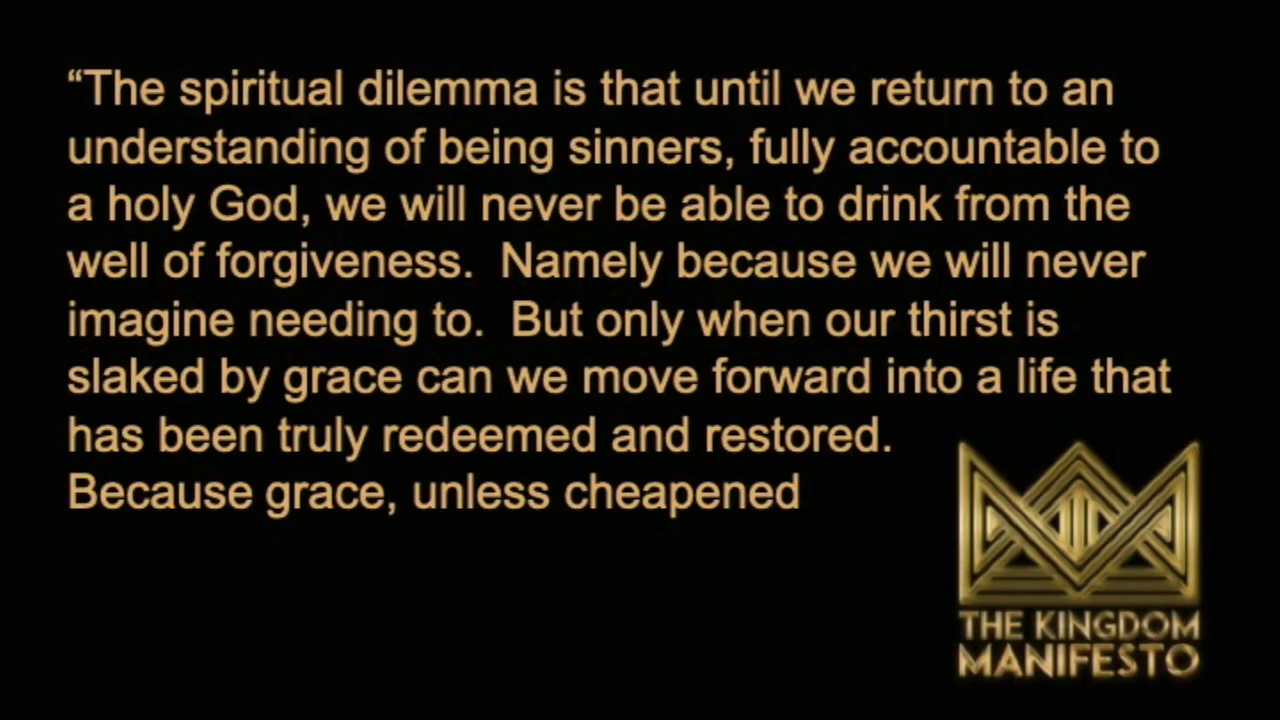 “The spiritual dilemma is that until we return to an
understanding of being sinners, fully accountable to
a holy God, we will never be able to drink from the
well of forgiveness.  Namely because we will never
imagine needing to.  But only when our thirst is
slaked by grace can we move forward into a life that
has been truly redeemed and restored.
Because grace, unless cheapened
THE KINGDOM
MANIFESTO